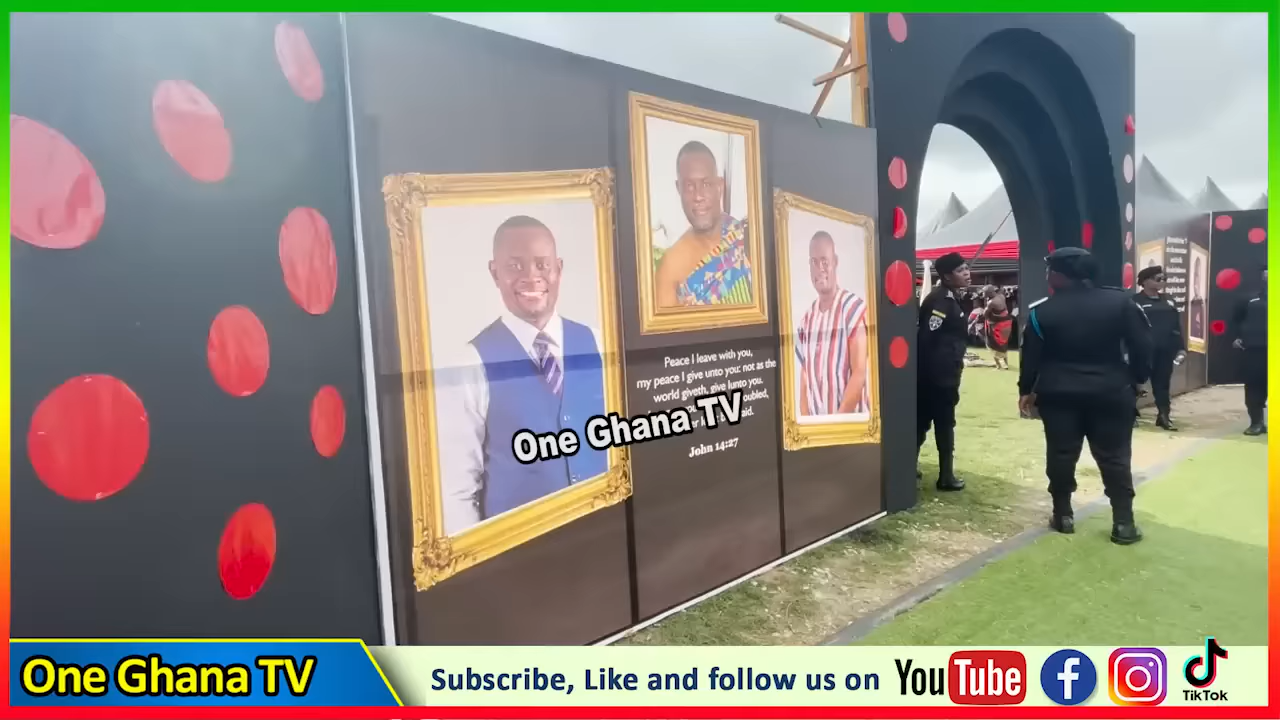 Peace I leave with you,
my peace I give unto you: not as the
world giveth, give I unto you.
John 14:27
One Ghana TV
One Ghana TV
Subscribe, Like and follow us on
YouTube
TikTok